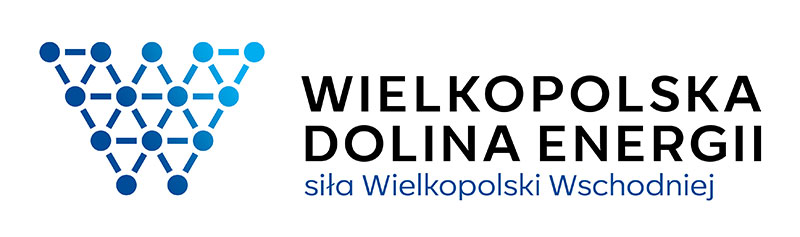 WIELKOPOLSKA
DOLINA ENERGII
siła Wielkopolski Wschodniej